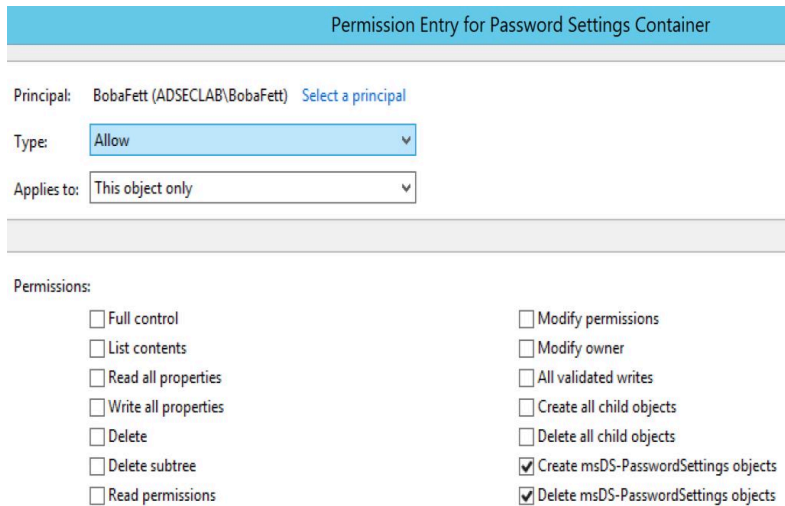 Permission Entry for Password Settings Container
Principal: BobaFett (ADSECLAB\BobaFett) Select a principal
Type: Allow
Applies to: This object only
Permissions:
Full control
List contents
Read all properties
Write all properties
Delete
Delete subtree
Read permissions
Modify permissions
Modify owner
All validated writes
Create all child objects
Delete all child objects
Create msDS-PasswordSettings objects
Delete msDS-PasswordSettings objects